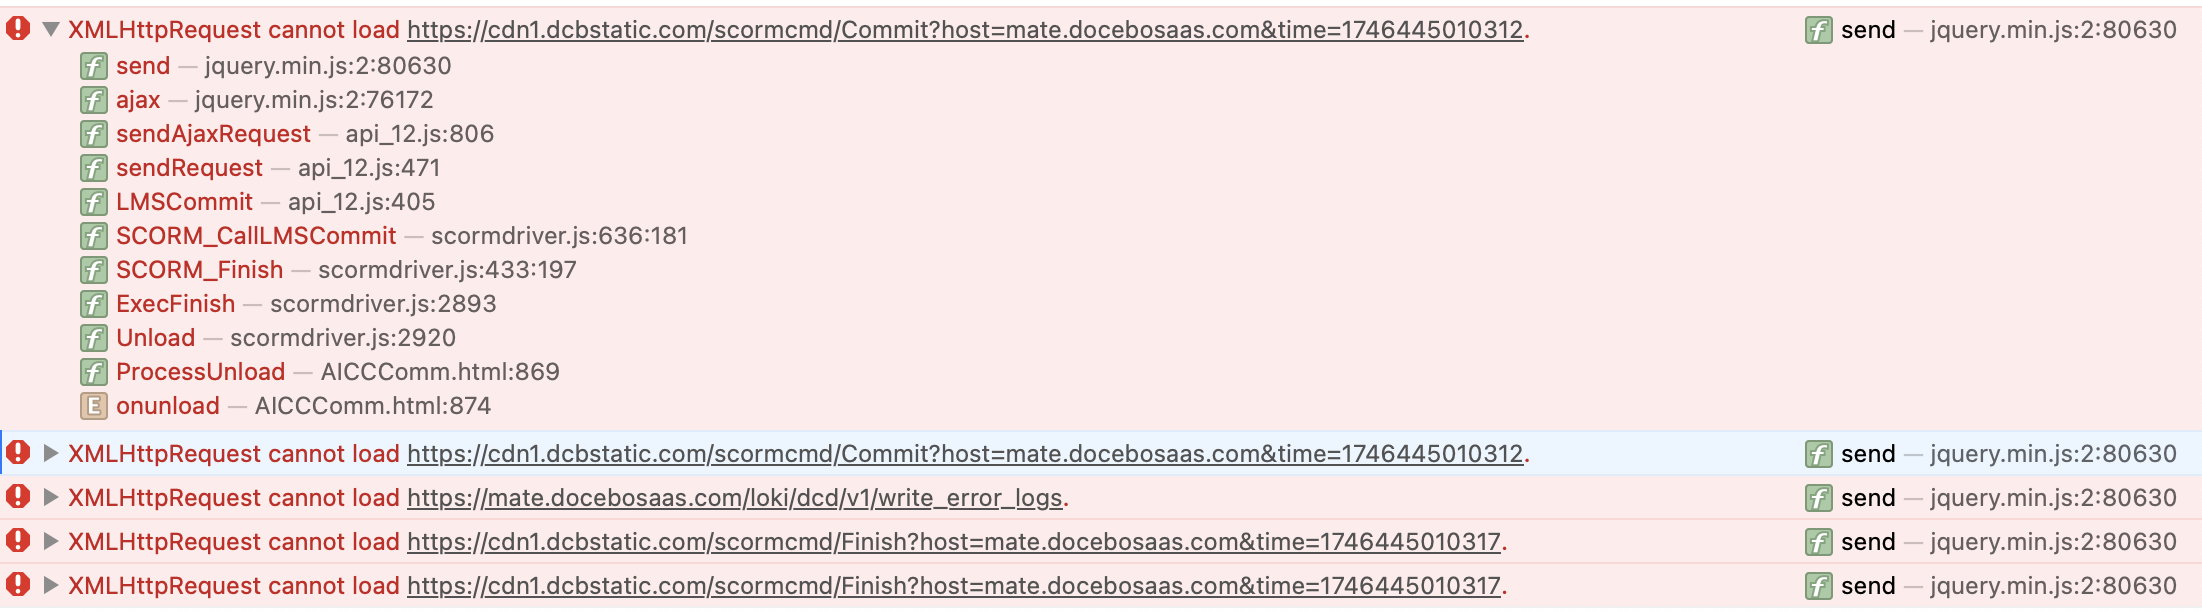 XMLHttpRequest cannot load https://cdn1.dcbstatic.com/scormcmd/Commit?host=mate.docebosaas.com&time=1746445010312. f send — jquery.min.js:2:80630
f send — jquery.min.js:2:80630
f ajax — jquery.min.js:2:76172
f sendAjaxRequest — api_12.js:806
f sendRequest — api_12.js:471
f LMSCommit — api_12.js:405
f SCORM_CallLMSCommit — scormdriver.js:636:181
f SCORM_Finish — scormdriver.js:433:197
f ExecFinish — scormdriver.js:2893
f Unload — scormdriver.js:2920
f ProcessUnload — AICCComm.html:869
E onunload — AICCComm.html:874
XMLHttpRequest cannot load https://cdn1.dcbstatic.com/scormcmd/Commit?host=mate.docebosaas.com&time=1746445010312. f send — jquery.min.js:2:80630
XMLHttpRequest cannot load https://mate.docebosaas.com/loki/dcd/v1/write_error_logs. f send — jquery.min.js:2:80630
XMLHttpRequest cannot load https://cdn1.dcbstatic.com/scormcmd/Finish?host=mate.docebosaas.com&time=1746445010317. f send — jquery.min.js:2:80630
XMLHttpRequest cannot load https://cdn1.dcbstatic.com/scormcmd/Finish?host=mate.docebosaas.com&time=1746445010317. f send — jquery.min.js:2:80630